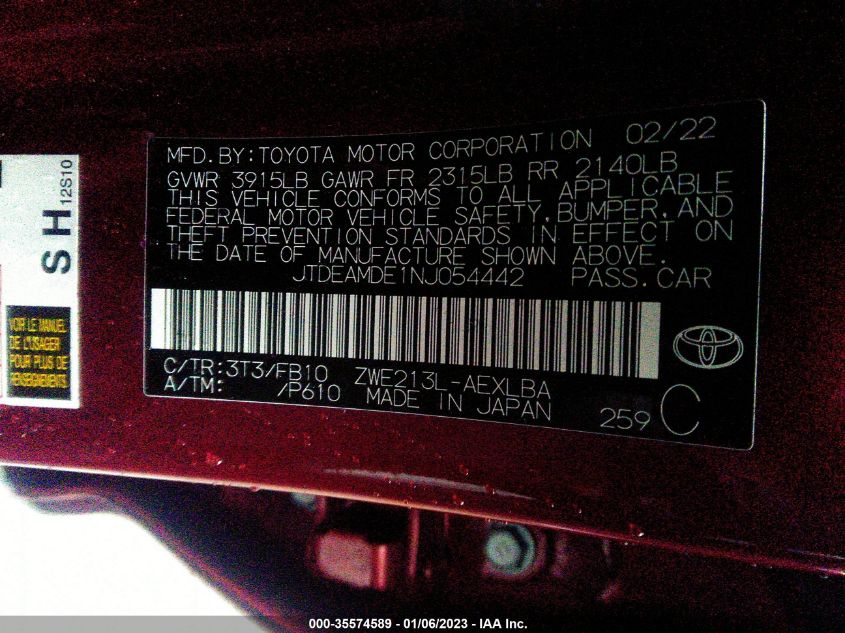 MFD. BY: TOYOTA MOTOR CORPORATION 02/22
GVWR 3915LB GAWR FR 2315LB RR 2140LB
THIS VEHICLE CONFORMS TO ALL APPLICABLE
FEDERAL MOTOR VEHICLE SAFETY, BUMPER, AND
THEFT PREVENTION STANDARDS IN EFFECT ON
THE DATE OF MANUFACTURE SHOWN ABOVE.
JTDEAMDE1NJ054442 PASS. CAR
C/TR: 3T3/FB10 ZWE213L-AEXLBA
A/TM: /P610 MADE IN JAPAN
259 C
SH
12S10
VOIR LE MANUEL
DE L'USAGER
POUR PLUS DE
RENSEIGNEMENTS
000-35574589 - 01/06/2023 - IAA Inc.